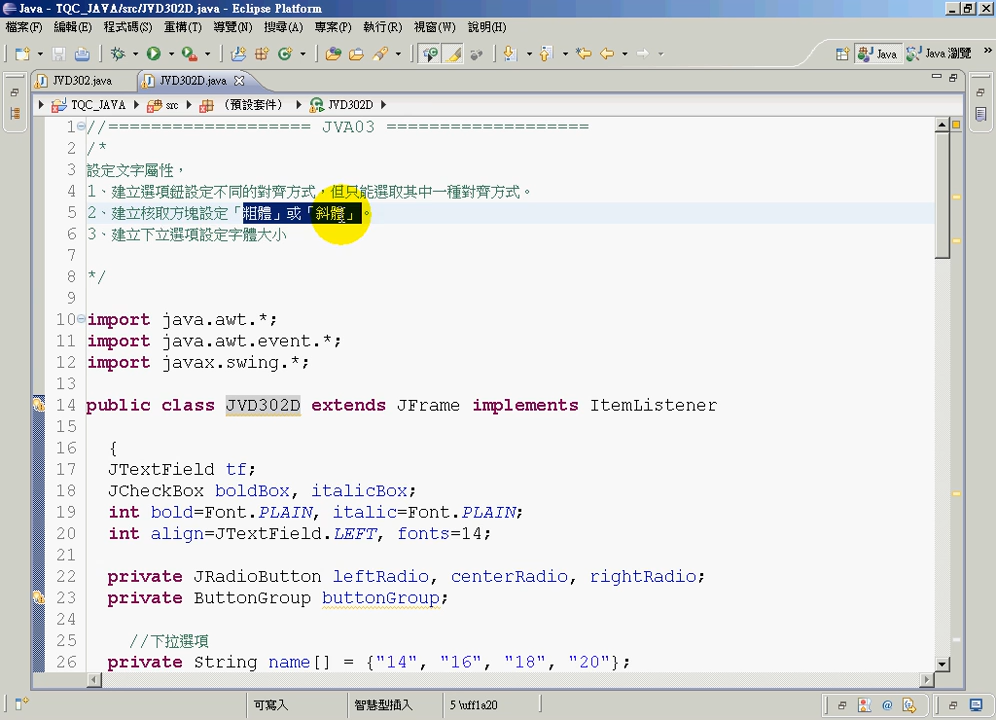 Java - TQC_JAVA/src/JVD302D.java - Eclipse Platform
檔案(F) 編輯(E) 程式碼(S) 重構(T) 導覽(N) 搜尋(A) 專案(P) 執行(R) 視窗(W) 說明(H)
Java Java 瀏覽 »
JVD302.java JVD302D.java
TQC_JAVA src （預設套件） JVD302D
1 //=================== JVA03 ===================
2 /*
3 設定文字屬性，
4 1、建立選項鈕設定不同的對齊方式，但只能選取其中一種對齊方式。
5 2、建立核取方塊設定「粗體」或「斜體」。
6 3、建立下立選項設定字體大小
7
8 */
9
10 import java.awt.*;
11 import java.awt.event.*;
12 import javax.swing.*;
13
14 public class JVD302D extends JFrame implements ItemListener
15
16 {
17 JTextField tf;
18 JCheckBox boldBox, italicBox;
19 int bold=Font.PLAIN, italic=Font.PLAIN;
20 int align=JTextField.LEFT, fonts=14;
21
22 private JRadioButton leftRadio, centerRadio, rightRadio;
23 private ButtonGroup buttonGroup;
24
25 //下拉選項
26 private String name[] = {"14", "16", "18", "20"};
可寫入 智慧型插入 5 \uff1a20